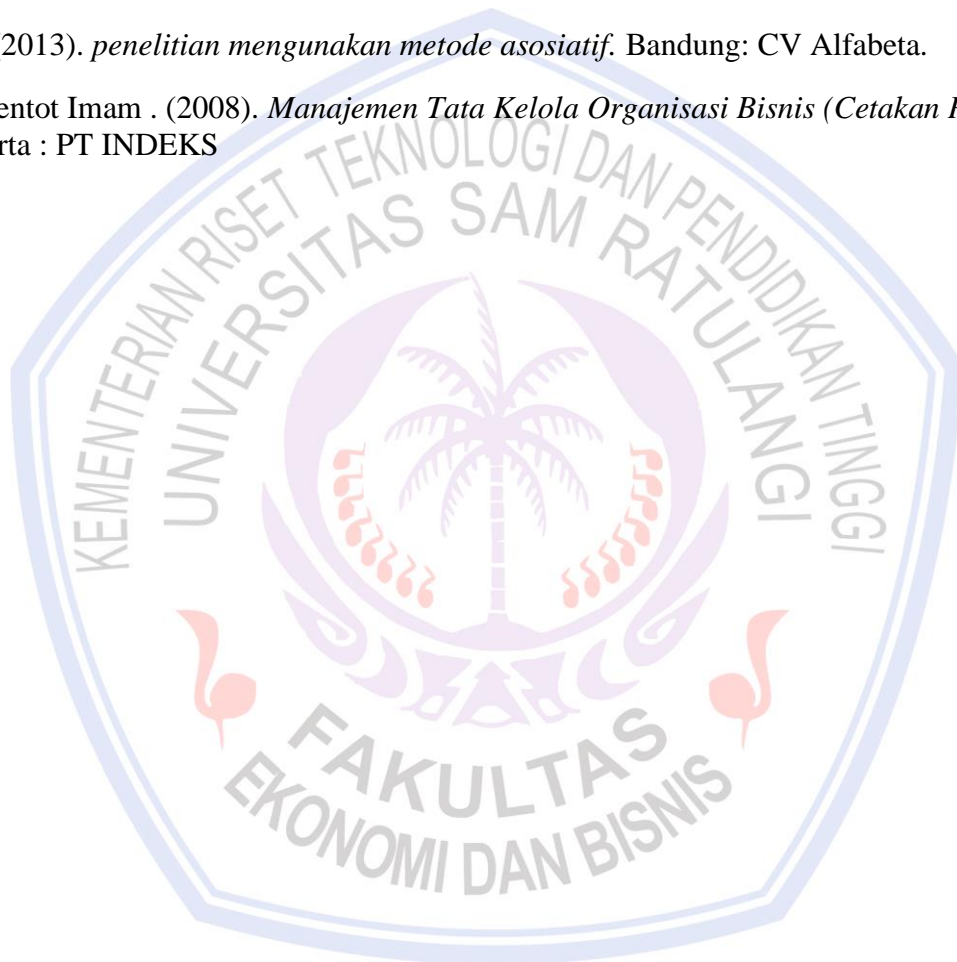 (2013). penelitian mengunakan metode asosiatif. Bandung: CV Alfabeta.
entot Imam . (2008). Manajemen Tata Kelola Organisasi Bisnis (Cetakan
rta : PT INDEKS
KEMENTERIAN RISET TEKNOLOGI DAN PENDIDIKAN TINGGI
UNIVERSITAS SAM RATULANGI
FAKULTAS
EKONOMI DAN BISNIS